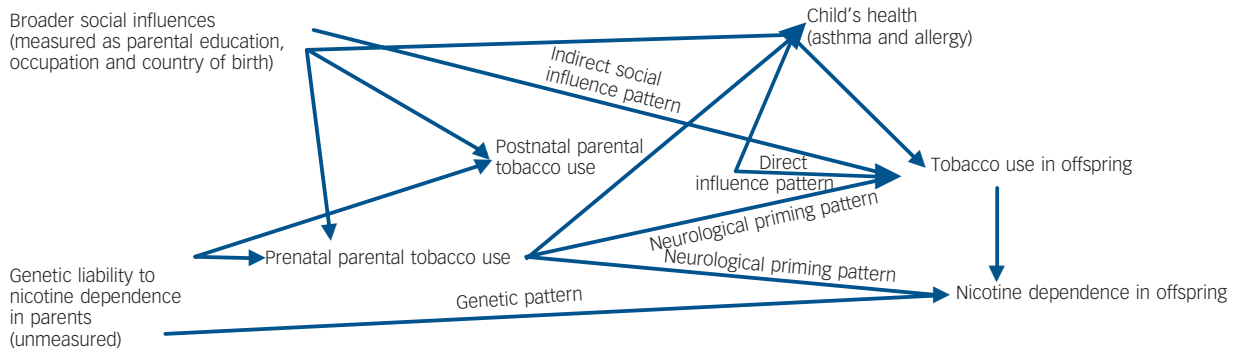 Broader social influences
(measured as parental education,
occupation and country of birth)
Child's health
(asthma and allergy)
Indirect social
influence pattern
Postnatal parental
tobacco use
Direct
influence pattern
Tobacco use in offspring
Neurological priming pattern
Prenatal parental tobacco use
Neurological priming pattern
Genetic liability to
nicotine dependence
in parents
(unmeasured)
Genetic pattern
Nicotine dependence in offspring